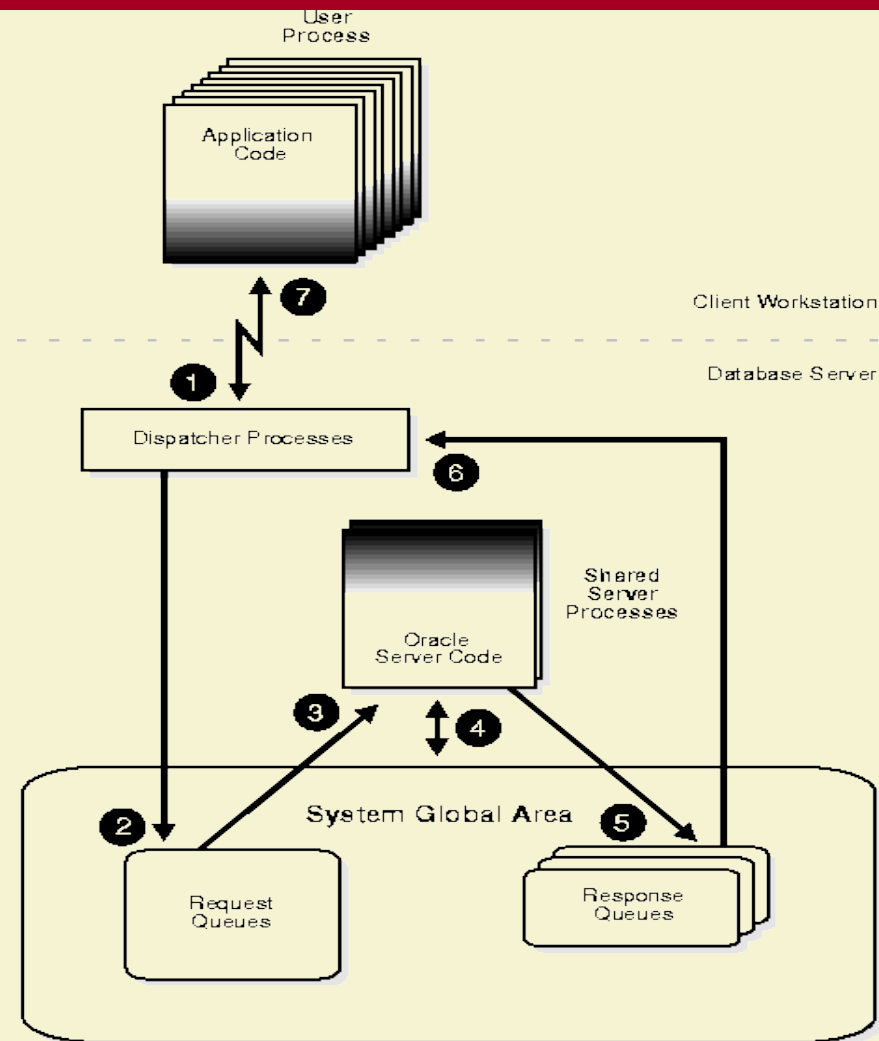 User
Process
Application
Code
7
Client Workstation
Database Server
1
Dispatcher Processes
6
Shared
Server
Processes
Oracle
Server Code
3
4
System Global Area
2
5
Request
Queues
Response
Queues